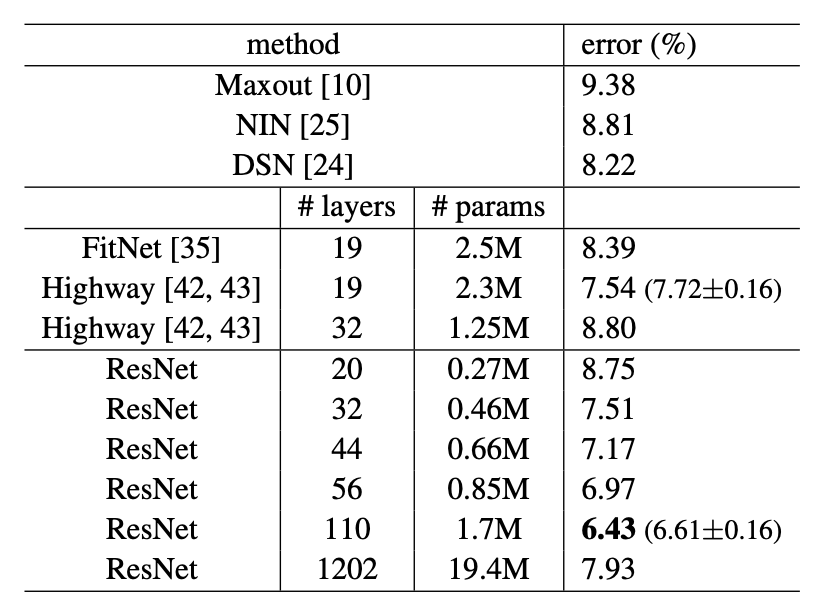 method error (%)
Maxout [10] 9.38
NIN [25] 8.81
DSN [24] 8.22
# layers # params
FitNet [35] 19 2.5M 8.39
Highway [42, 43] 19 2.3M 7.54 (7.72±0.16)
Highway [42, 43] 32 1.25M 8.80
ResNet 20 0.27M 8.75
ResNet 32 0.46M 7.51
ResNet 44 0.66M 7.17
ResNet 56 0.85M 6.97
ResNet 110 1.7M 6.43 (6.61±0.16)
ResNet 1202 19.4M 7.93